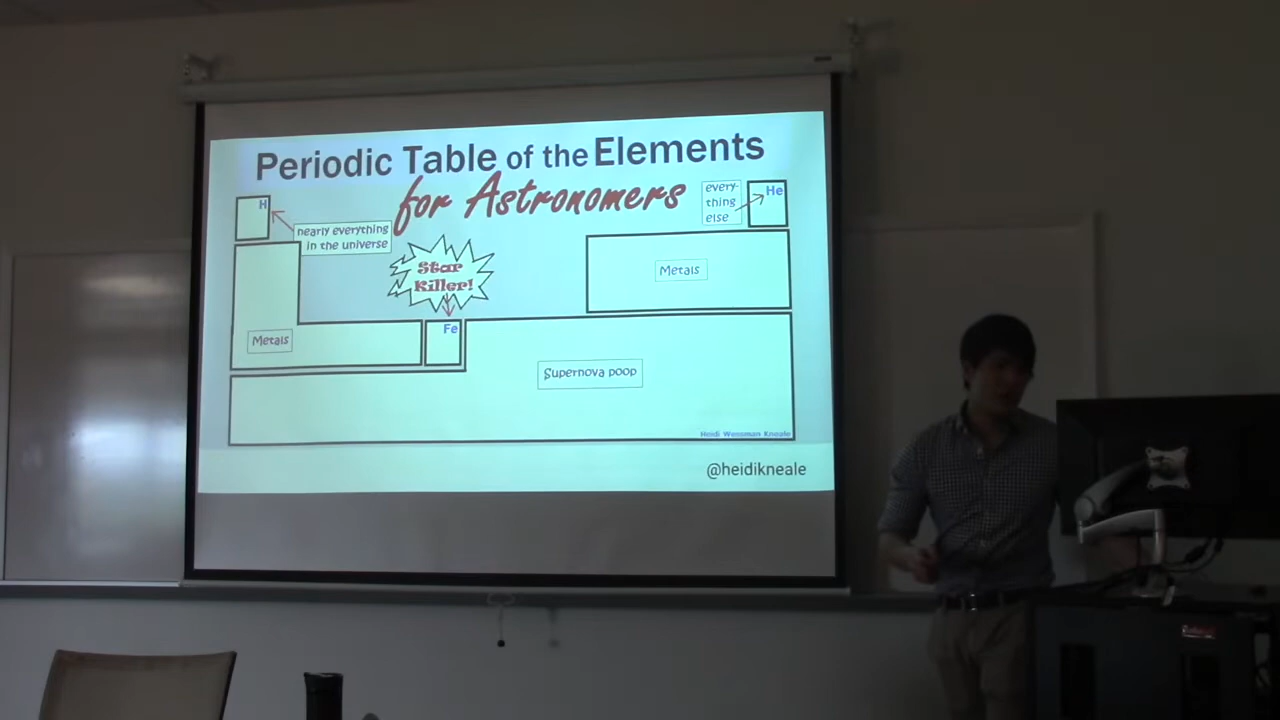 Periodic Table of the Elements
for Astronomers
H
nearly everything
in the universe
every-
thing
else
He
Star
Killer!
Metals
Metals
Fe
Supernova poop
Heidi Wessman Kneale
@heidikneale